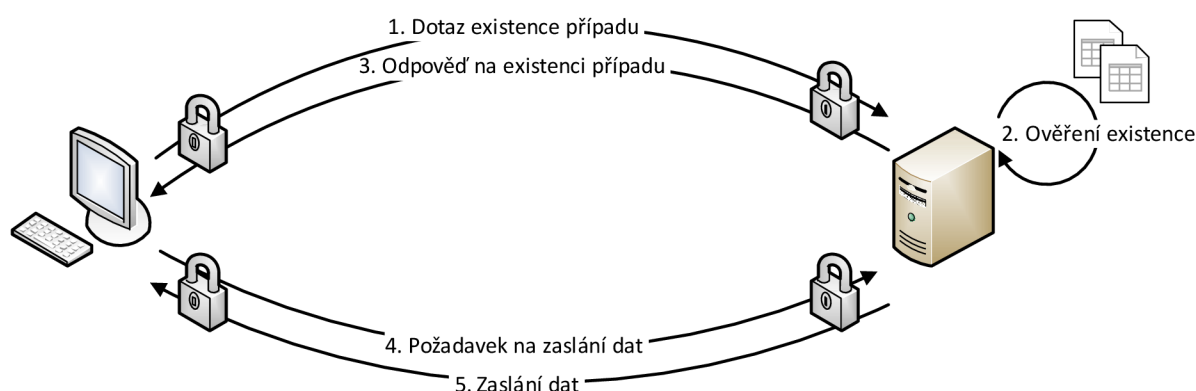 1. Dotaz existence případu
3. Odpověď na existenci případu
2. Ověření existence
4. Požadavek na zaslání dat
5. Zaslání dat